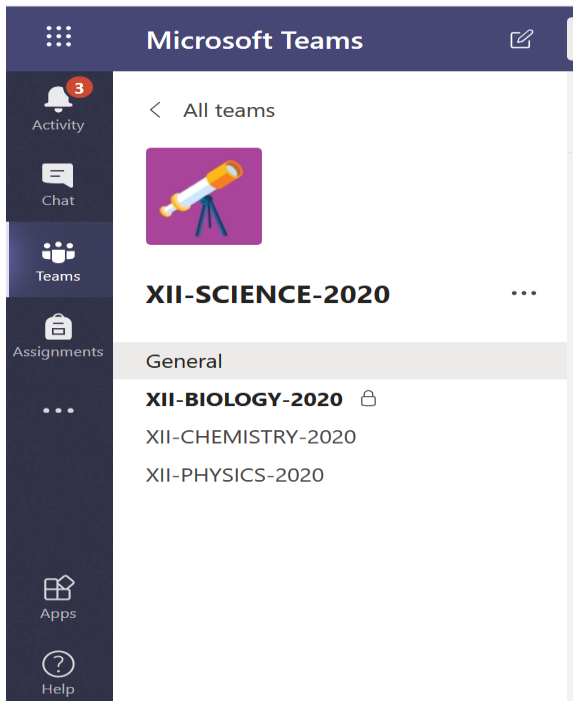 Microsoft Teams
3
Activity
Chat
Teams
Assignments
Apps
Help
All teams
XII-SCIENCE-2020
General
XII-BIOLOGY-2020
XII-CHEMISTRY-2020
XII-PHYSICS-2020